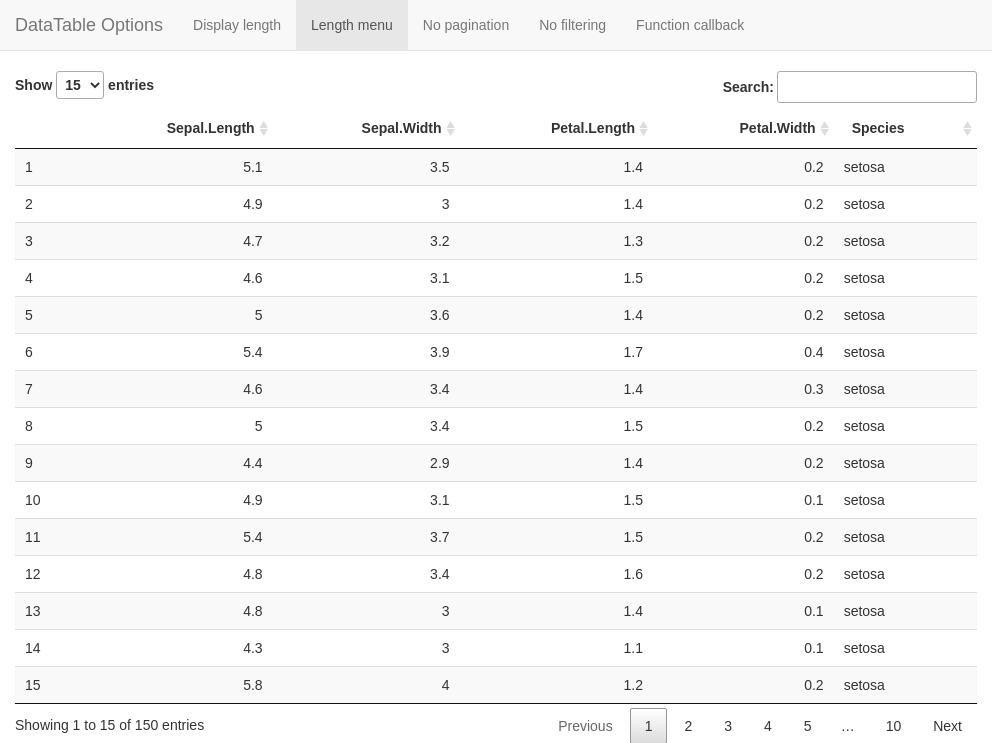 DataTable Options Display length Length menu No pagination No filtering Function callback
Show 15 entries Search:
Sepal.Length Sepal.Width Petal.Length Petal.Width Species
1 5.1 3.5 1.4 0.2 setosa
2 4.9 3 1.4 0.2 setosa
3 4.7 3.2 1.3 0.2 setosa
4 4.6 3.1 1.5 0.2 setosa
5 5 3.6 1.4 0.2 setosa
6 5.4 3.9 1.7 0.4 setosa
7 4.6 3.4 1.4 0.3 setosa
8 5 3.4 1.5 0.2 setosa
9 4.4 2.9 1.4 0.2 setosa
10 4.9 3.1 1.5 0.1 setosa
11 5.4 3.7 1.5 0.2 setosa
12 4.8 3.4 1.6 0.2 setosa
13 4.8 3 1.4 0.1 setosa
14 4.3 3 1.1 0.1 setosa
15 5.8 4 1.2 0.2 setosa
Showing 1 to 15 of 150 entries Previous 1 2 3 4 5 … 10 Next